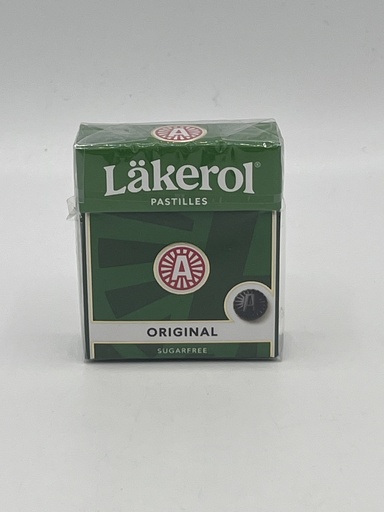 A
Läkerol®
PASTILLES
A
A
ORIGINAL
SUGARFREE